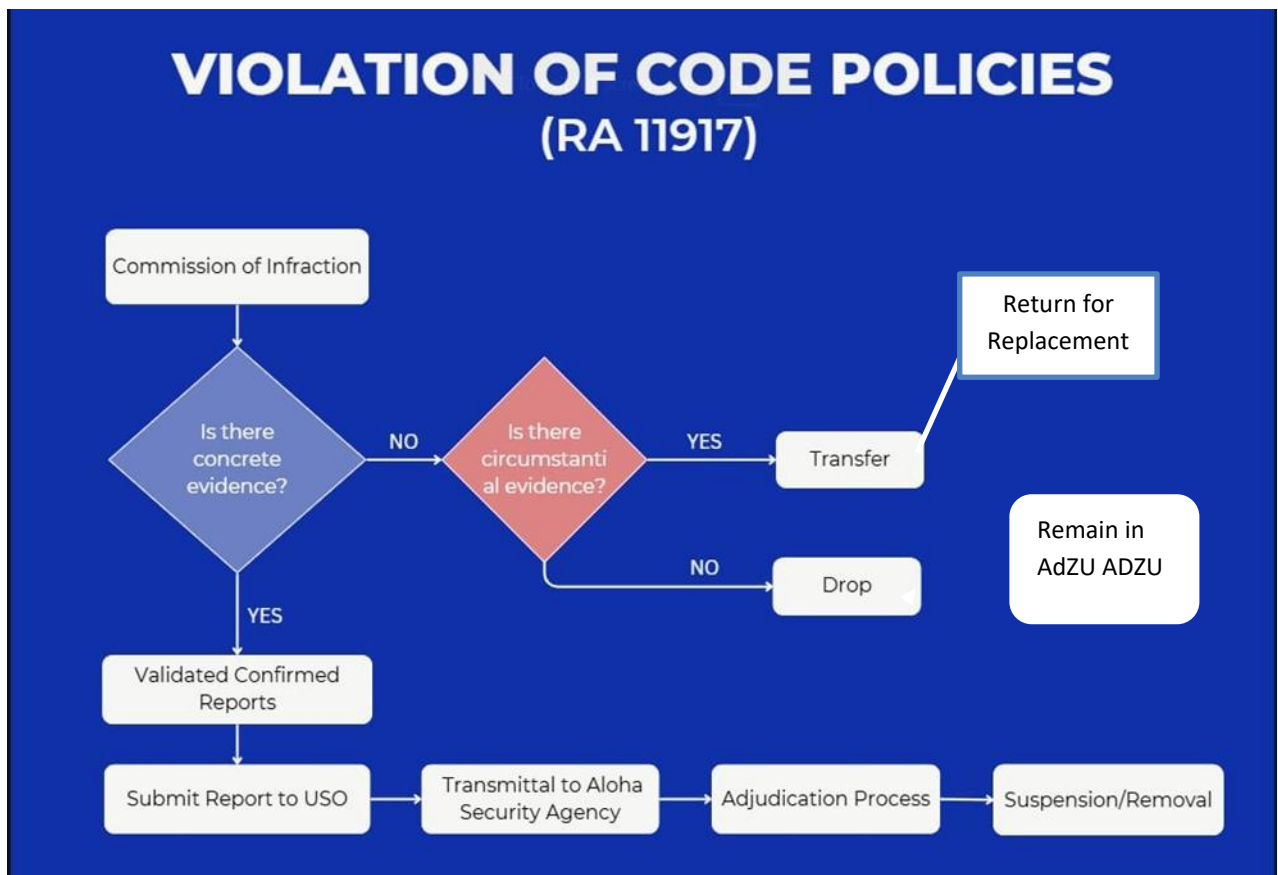 VIOLATION OF CODE POLICIES
(RA 11917)
Commission of Infraction
Return for
Replacement
Is there
concrete
evidence?
NO
Is there
circumstanti
al evidence?
YES
Transfer
Remain in
AdZU ADZU
NO
Drop
YES
Validated Confirmed
Reports
Submit Report to USO
Transmittal to Aloha
Security Agency
Adjudication Process
Suspension/Removal